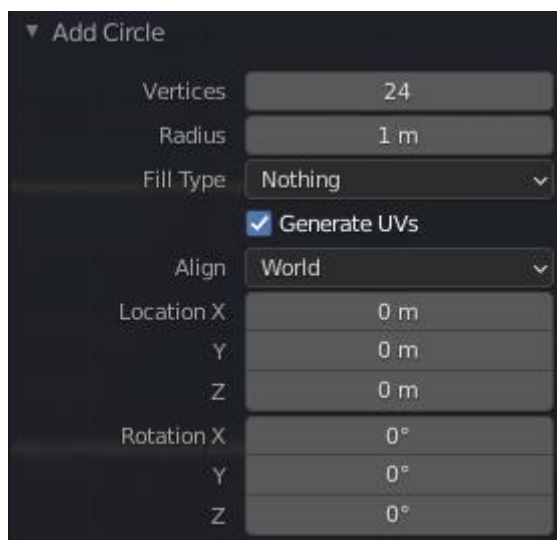 Add Circle
Vertices 24
Radius 1 m
Fill Type Nothing
Generate UVs
Align World
Location X 0 m
Y 0 m
Z 0 m
Rotation X 0°
Y 0°
Z 0°